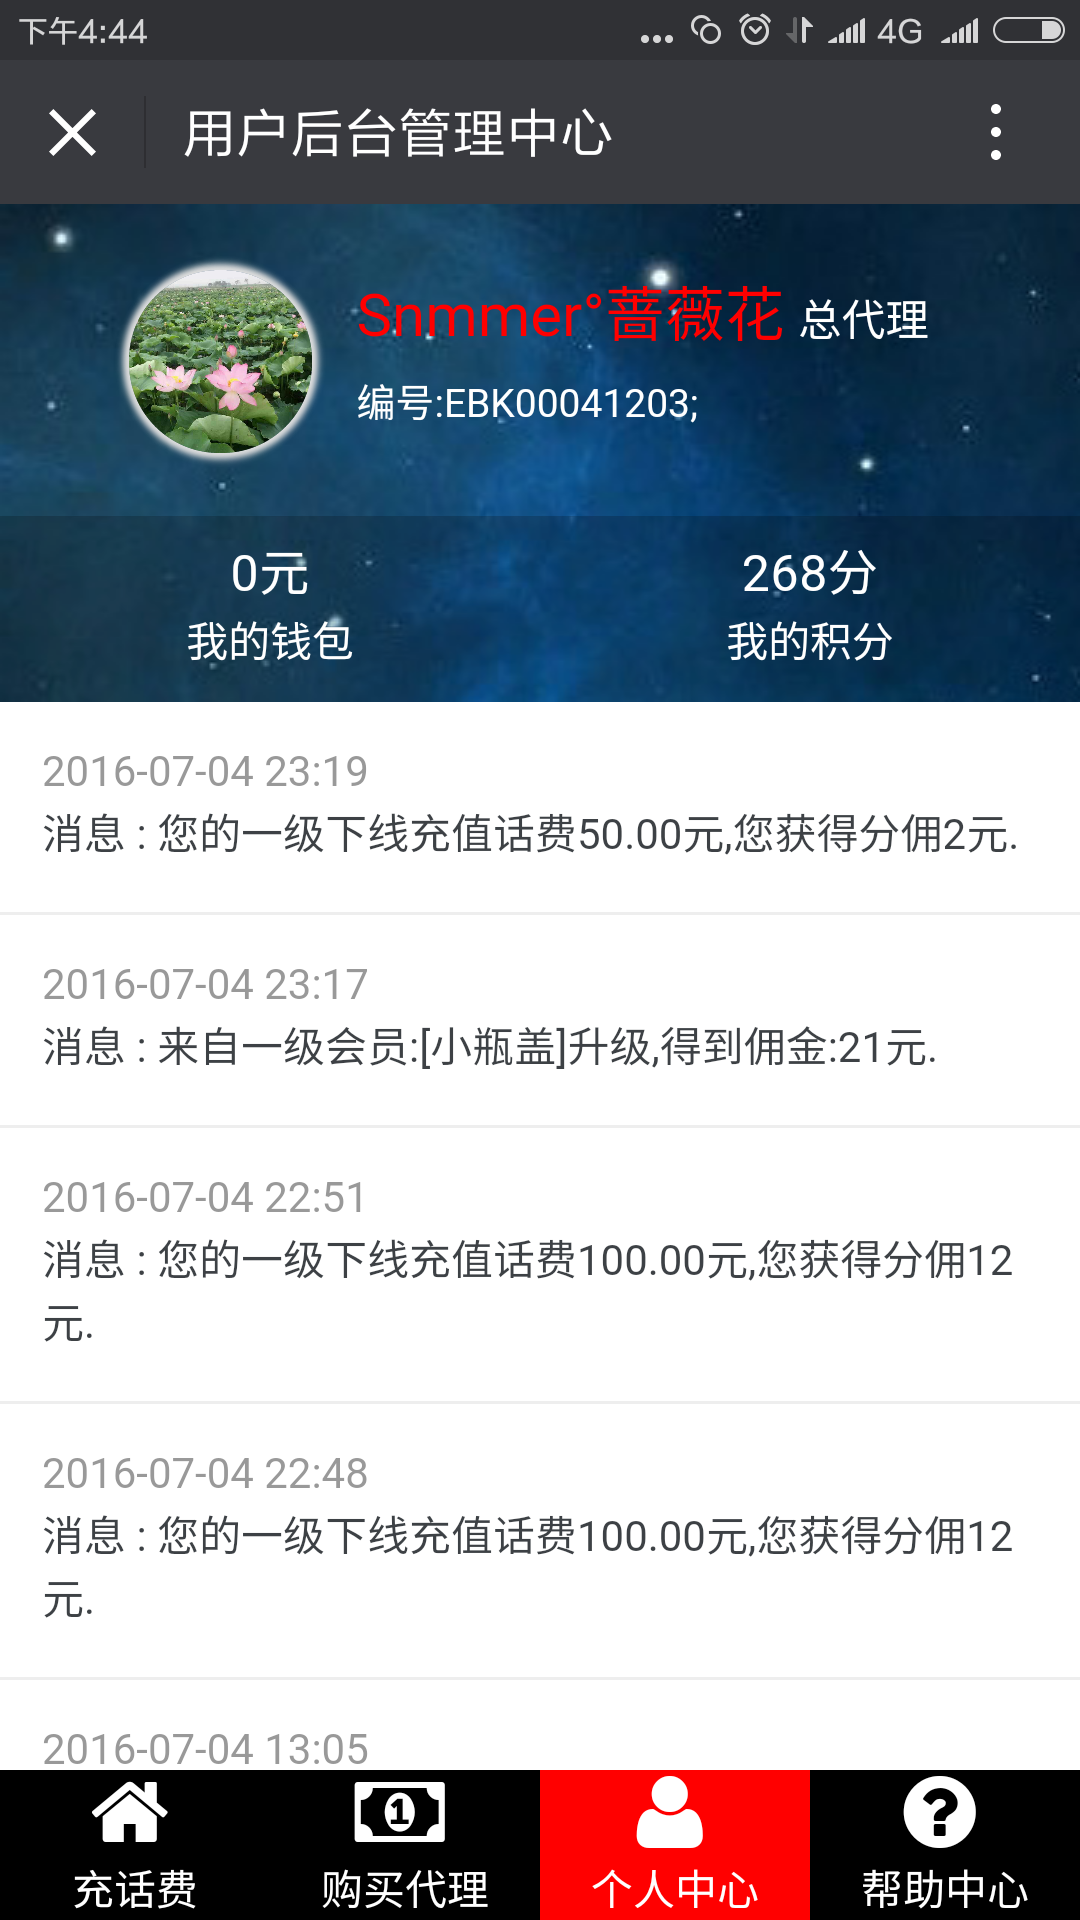 下午4:44
4G
用户后台管理中心
Snmmer°蔷薇花 总代理
编号:EBK00041203;
0元
我的钱包
268分
我的积分
2016-07-04 23:19
消息 : 您的一级下线充值话费50.00元,您获得分佣2元.
2016-07-04 23:17
消息 : 来自一级会员:[小瓶盖]升级,得到佣金:21元.
2016-07-04 22:51
消息 : 您的一级下线充值话费100.00元,您获得分佣12
元.
2016-07-04 22:48
消息 : 您的一级下线充值话费100.00元,您获得分佣12
元.
2016-07-04 13:05
充话费
购买代理
个人中心
帮助中心